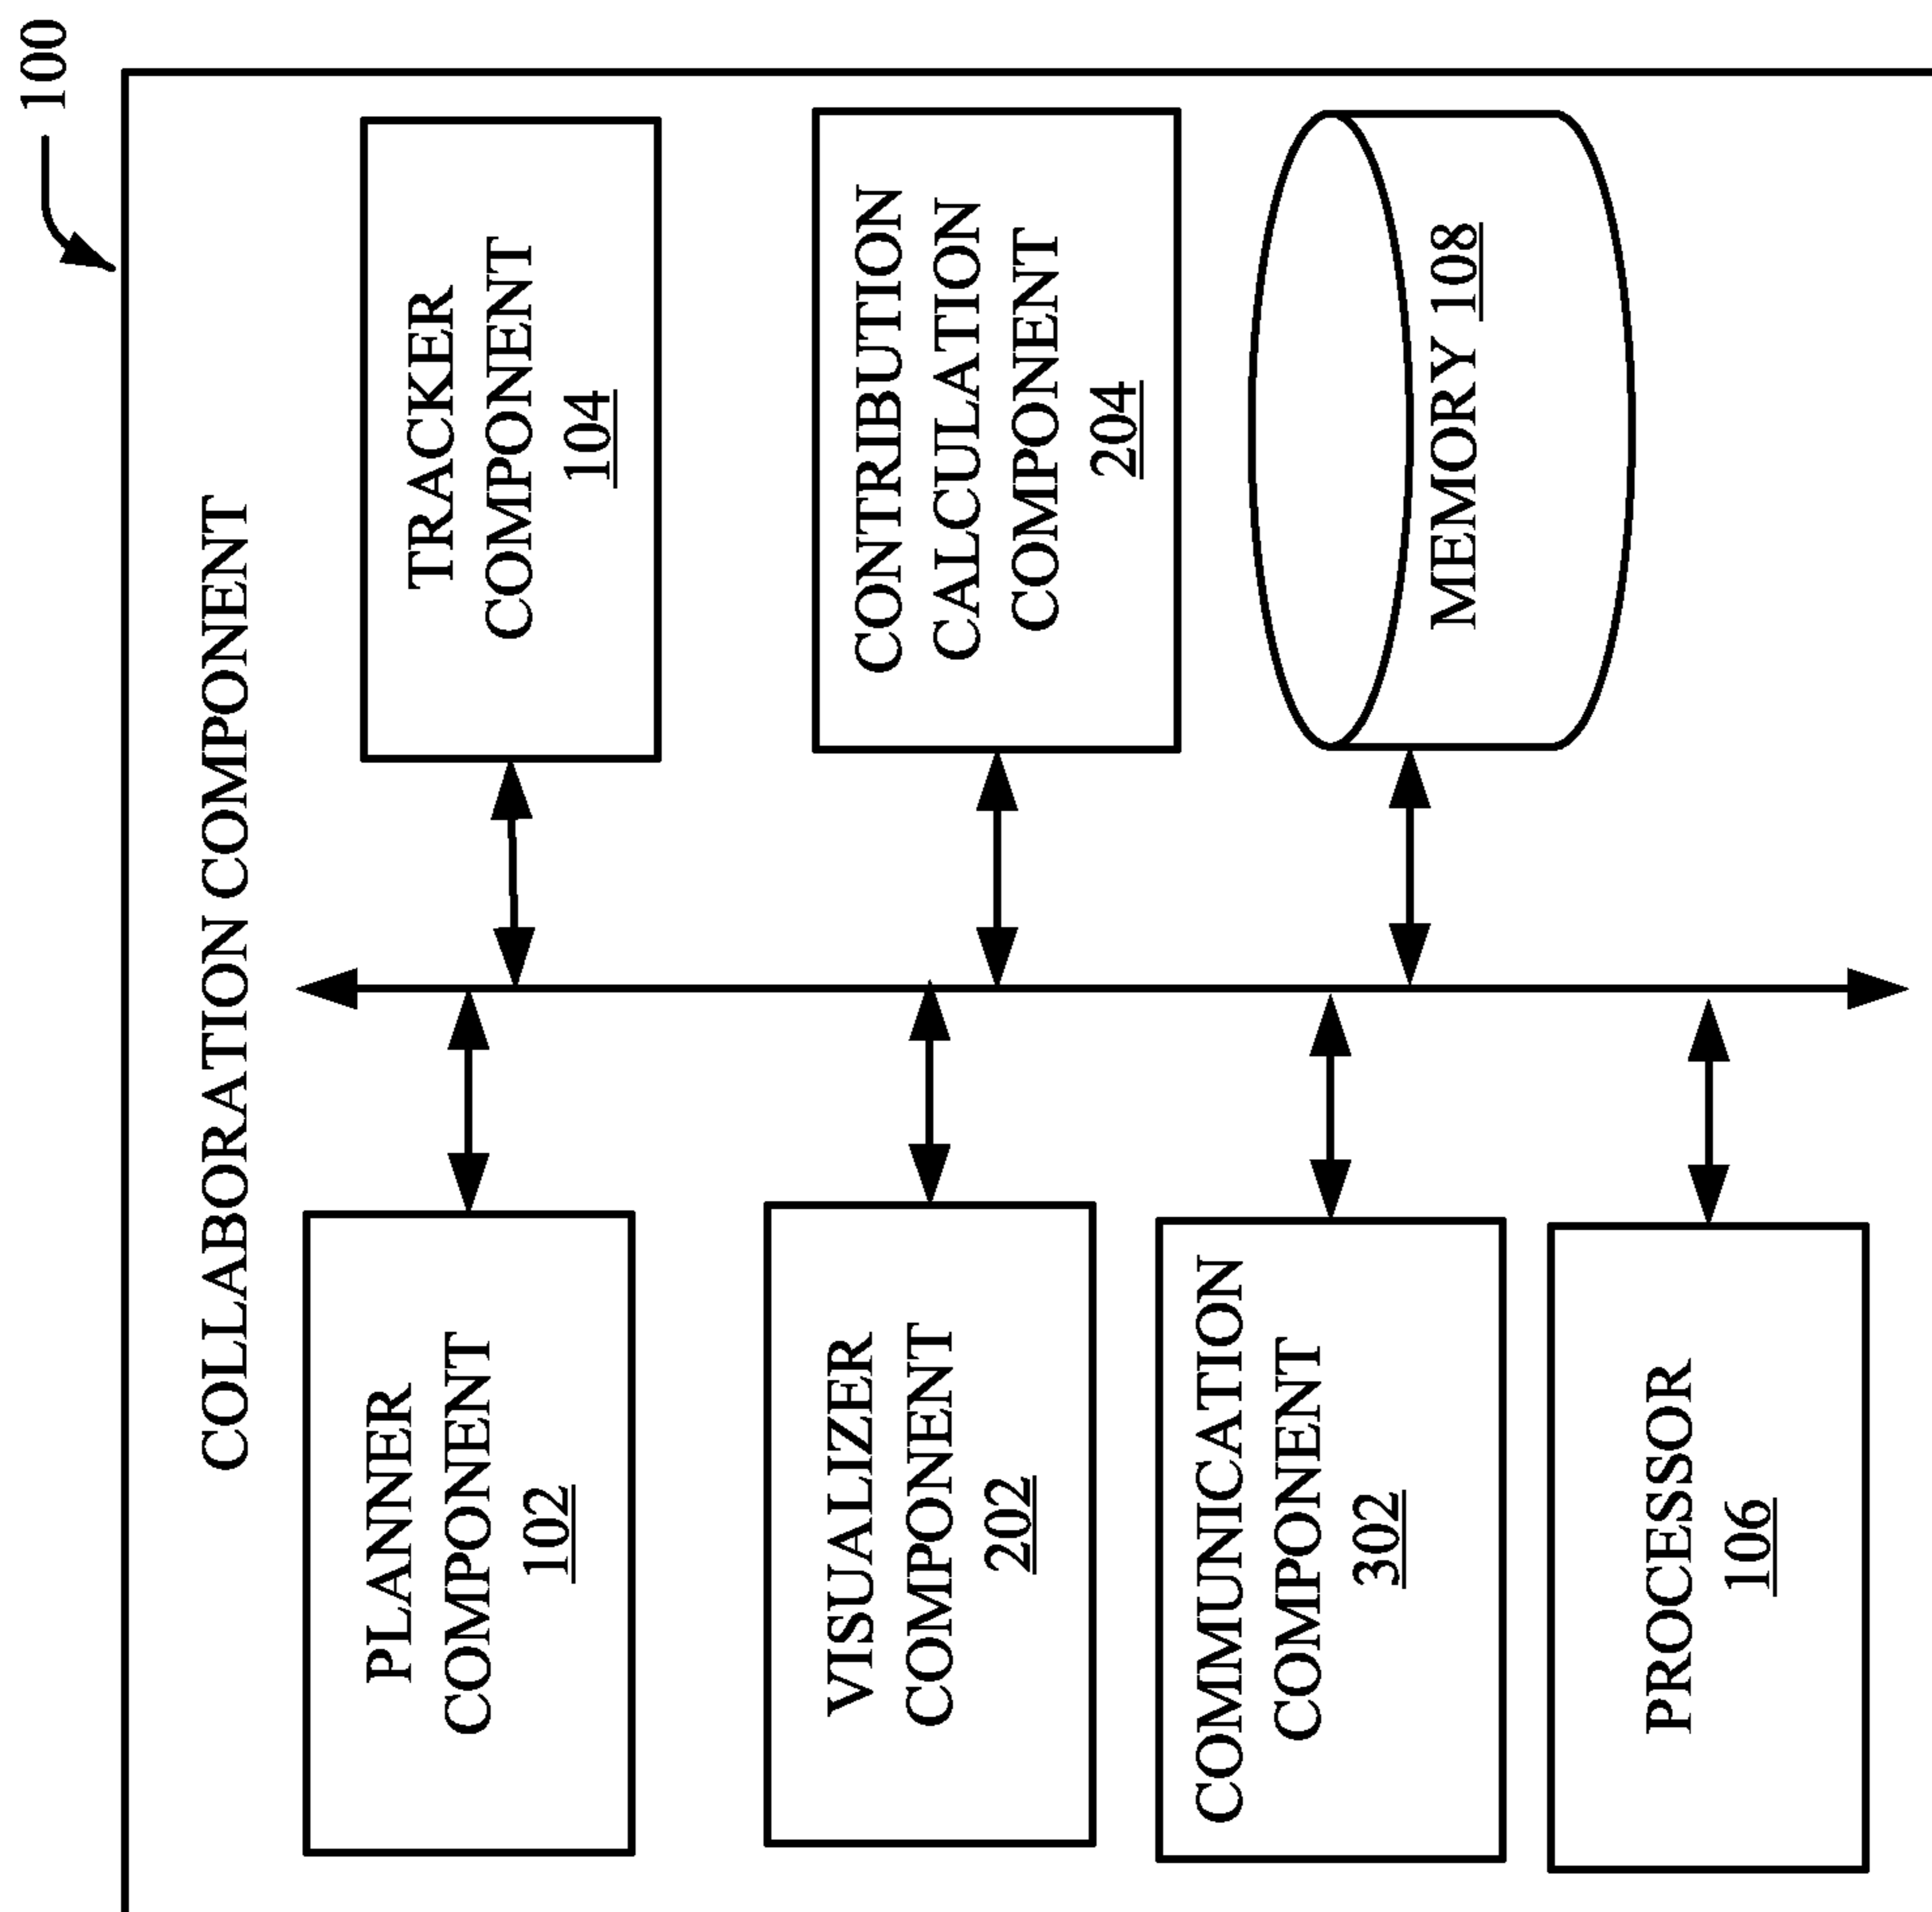 100
COLLABORATION COMPONENT
PLANNER
COMPONENT
102
TRACKER
COMPONENT
104
VISUALIZER
COMPONENT
202
CONTRIBUTION
CALCULATION
COMPONENT
204
COMMUNICATION
COMPONENT
302
MEMORY 108
PROCESSOR
106